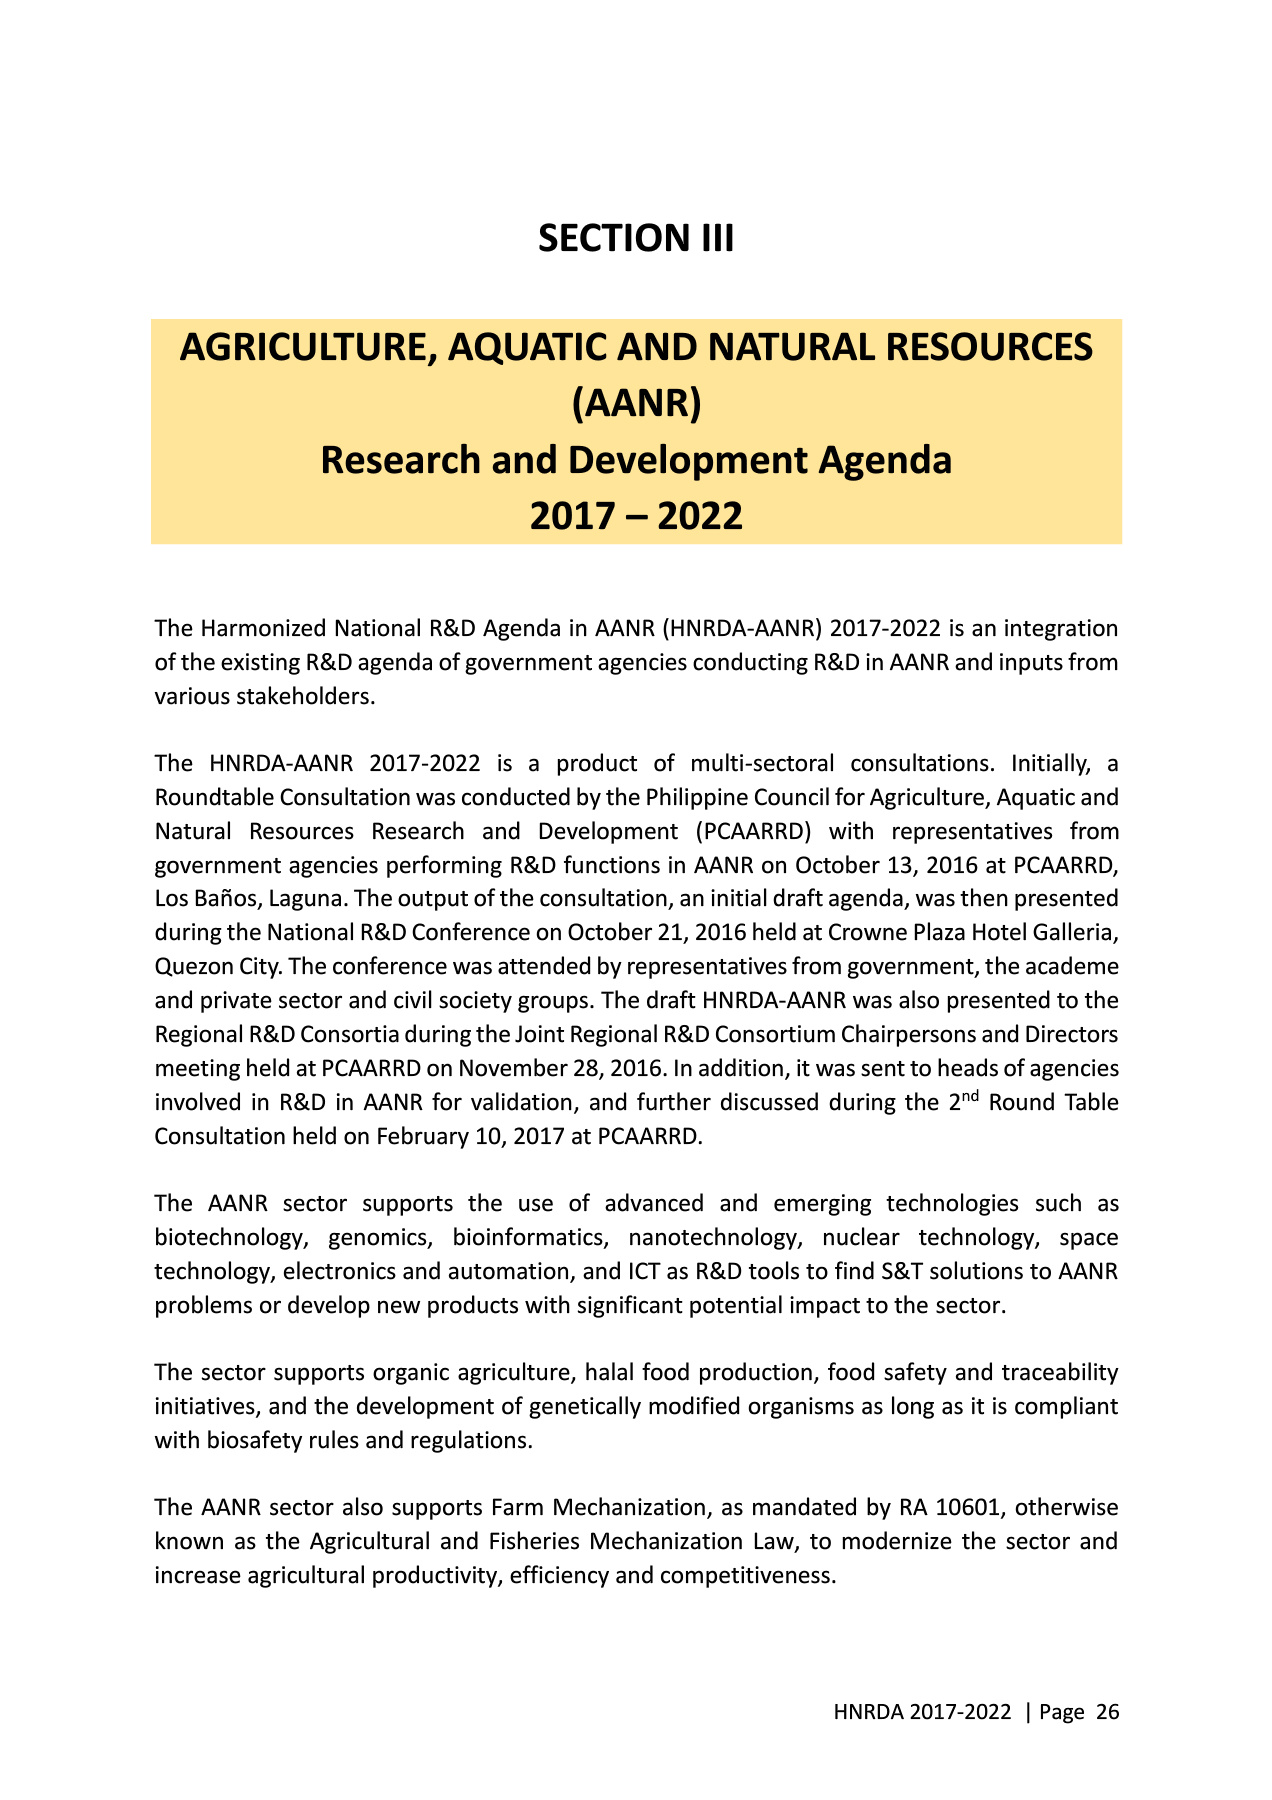 SECTION III
AGRICULTURE, AQUATIC AND NATURAL RESOURCES
(AANR)
Research and Development Agenda
2017 – 2022
The Harmonized National R&D Agenda in AANR (HNRDA-AANR) 2017-2022 is an integration
of the existing R&D agenda of government agencies conducting R&D in AANR and inputs from
various stakeholders.
The HNRDA-AANR 2017-2022 is a product of multi-sectoral consultations. Initially, a
Roundtable Consultation was conducted by the Philippine Council for Agriculture, Aquatic and
Natural Resources Research and Development (PCAARRD) with representatives from
government agencies performing R&D functions in AANR on October 13, 2016 at PCAARRD,
Los Baños, Laguna. The output of the consultation, an initial draft agenda, was then presented
during the National R&D Conference on October 21, 2016 held at Crowne Plaza Hotel Galleria,
Quezon City. The conference was attended by representatives from government, the academe
and private sector and civil society groups. The draft HNRDA-AANR was also presented to the
Regional R&D Consortia during the Joint Regional R&D Consortium Chairpersons and Directors
meeting held at PCAARRD on November 28, 2016. In addition, it was sent to heads of agencies
involved in R&D in AANR for validation, and further discussed during the 2nd Round Table
Consultation held on February 10, 2017 at PCAARRD.
The AANR sector supports the use of advanced and emerging technologies such as
biotechnology, genomics, bioinformatics, nanotechnology, nuclear technology, space
technology, electronics and automation, and ICT as R&D tools to find S&T solutions to AANR
problems or develop new products with significant potential impact to the sector.
The sector supports organic agriculture, halal food production, food safety and traceability
initiatives, and the development of genetically modified organisms as long as it is compliant
with biosafety rules and regulations.
The AANR sector also supports Farm Mechanization, as mandated by RA 10601, otherwise
known as the Agricultural and Fisheries Mechanization Law, to modernize the sector and
increase agricultural productivity, efficiency and competitiveness.
HNRDA 2017-2022 | Page 26